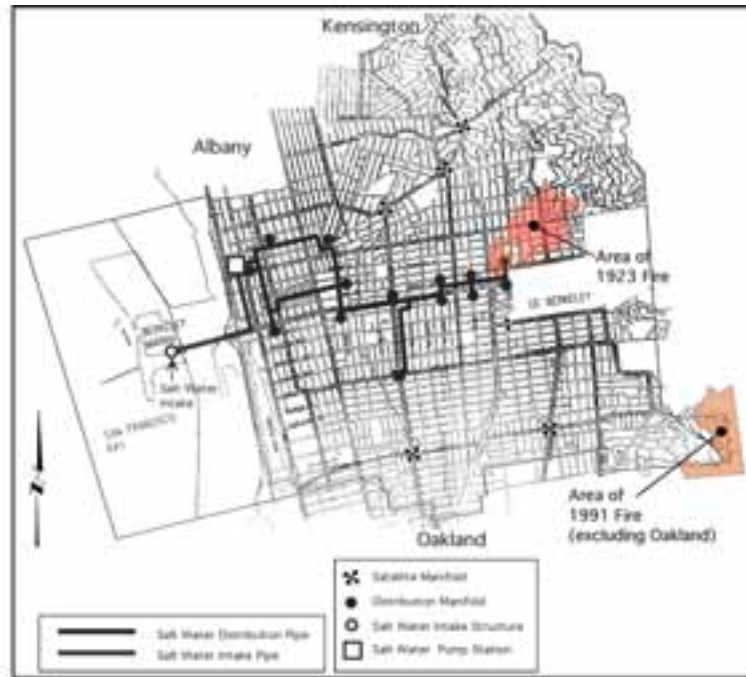 Kensington
Albany
Area of
1923 Fire
UC BERKELEY
BERKELEY
Salt Water
Intake
SAN FRANCISCO
BAY
N
Area of
1991 Fire
(excluding Oakland)
Oakland
Satellite Manifold
Distribution Manifold
Salt Water Intake Structure
Salt Water Pump Station
Salt Water Distribution Pipe
Salt Water Intake Pipe